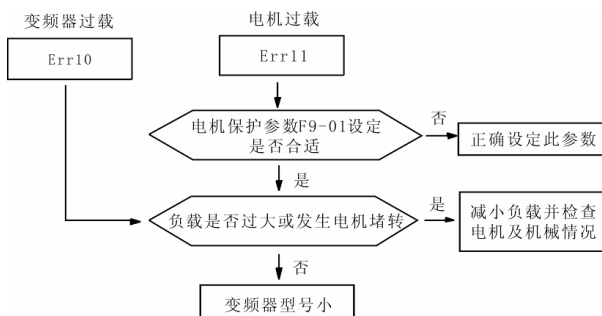 变频器过载
电机过载
Err10
Err11
电机保护参数F9-01设定
是否合适
否
正确设定此参数
是
负载是否过大或发生电机堵转
是
减小负载并检查
电机及机械情况
否
变频器型号小